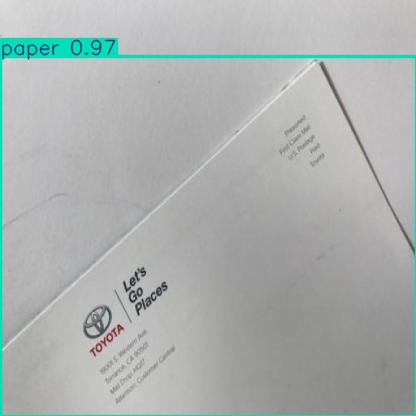 paper 0.97
Presorted
First Class Mail
U.S. Postage
Paid
Toyota
Let's
Go
Places
TOYOTA
19001 S. Western Ave.
Torrance, CA 90501
Mail Drop: HQ17
Attention: Customer Central